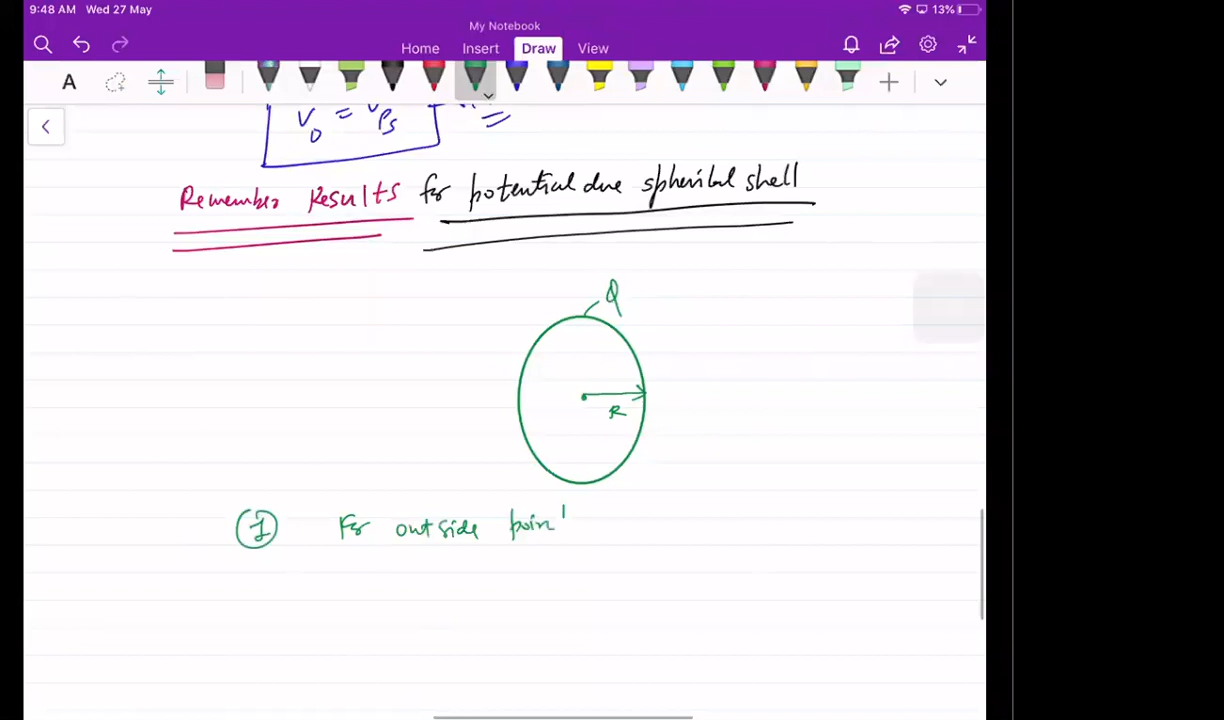 9:48 AM Wed 27 May
13%
My Notebook
Home Insert Draw View
A
V0 = VPS
Remember Results for potential due spherical shell
Q
R
1 For outside poin